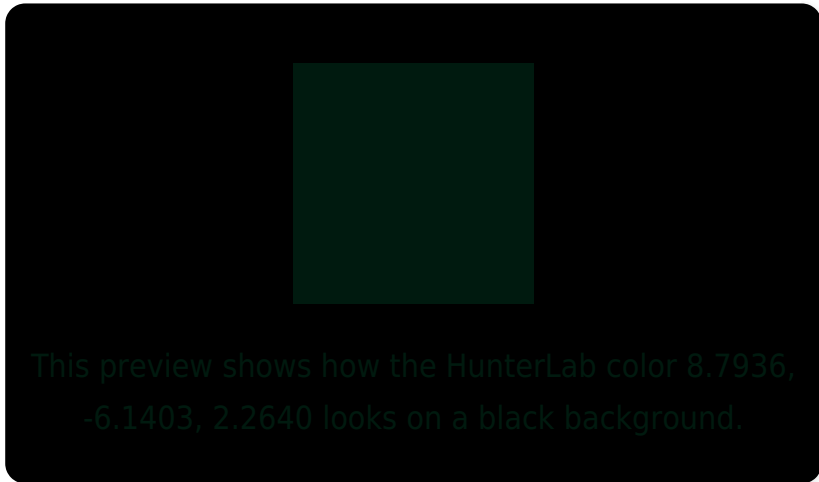 This preview shows how the HunterLab color 8.7936,
-6.1403, 2.2640 looks on a black background.